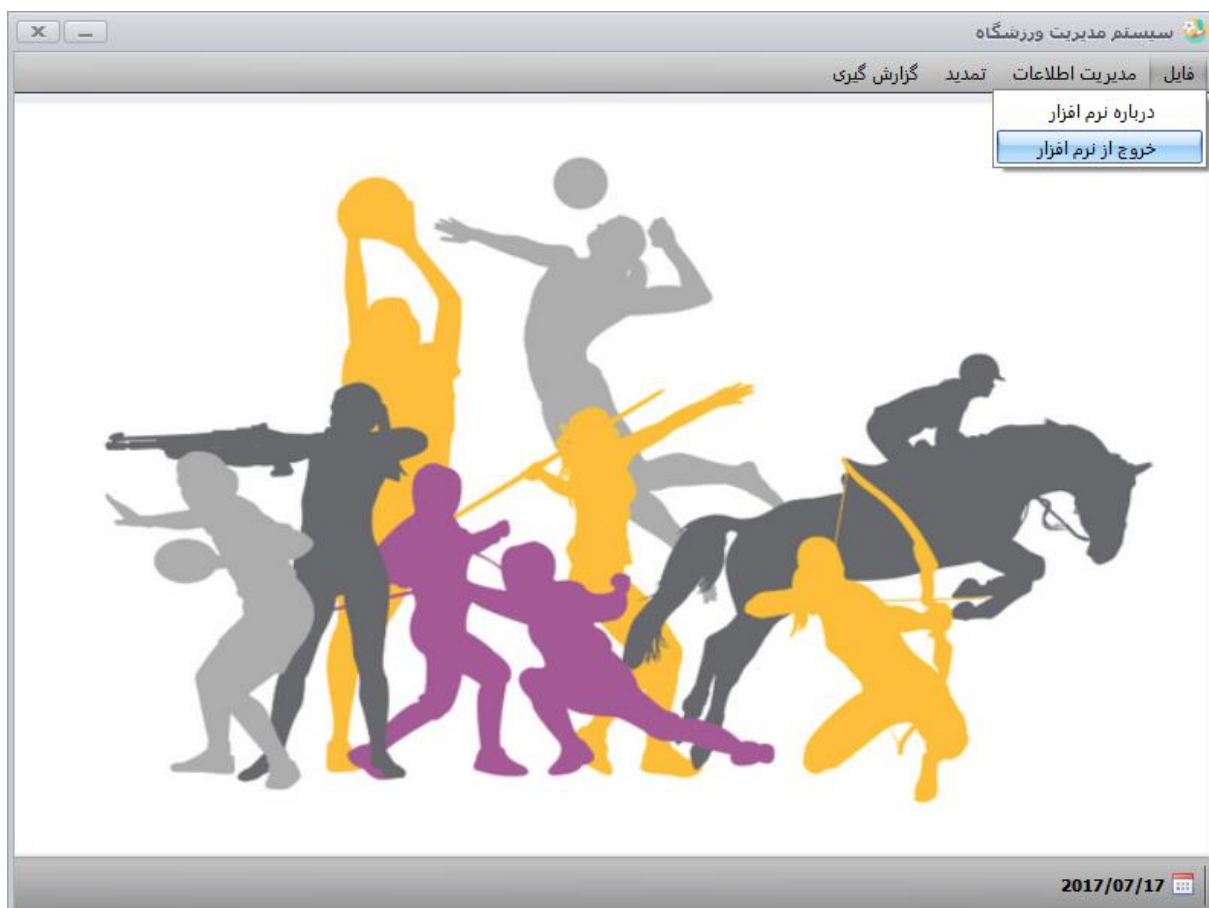 سیستم مدیریت ورزشگاه
فایل مدیریت اطلاعات تمدید گزارش گیری
درباره نرم افزار
خروج از نرم افزار
2017/07/17